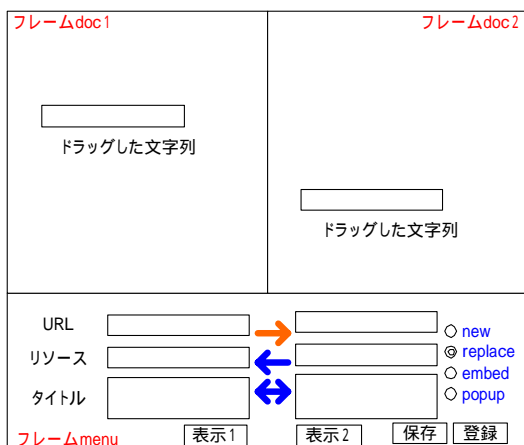 フレームdoc1
フレームdoc2
ドラッグした文字列
ドラッグした文字列
URL
new
リソース
replace
embed
タイトル
popup
フレームmenu
表示1
表示2
保存
登録